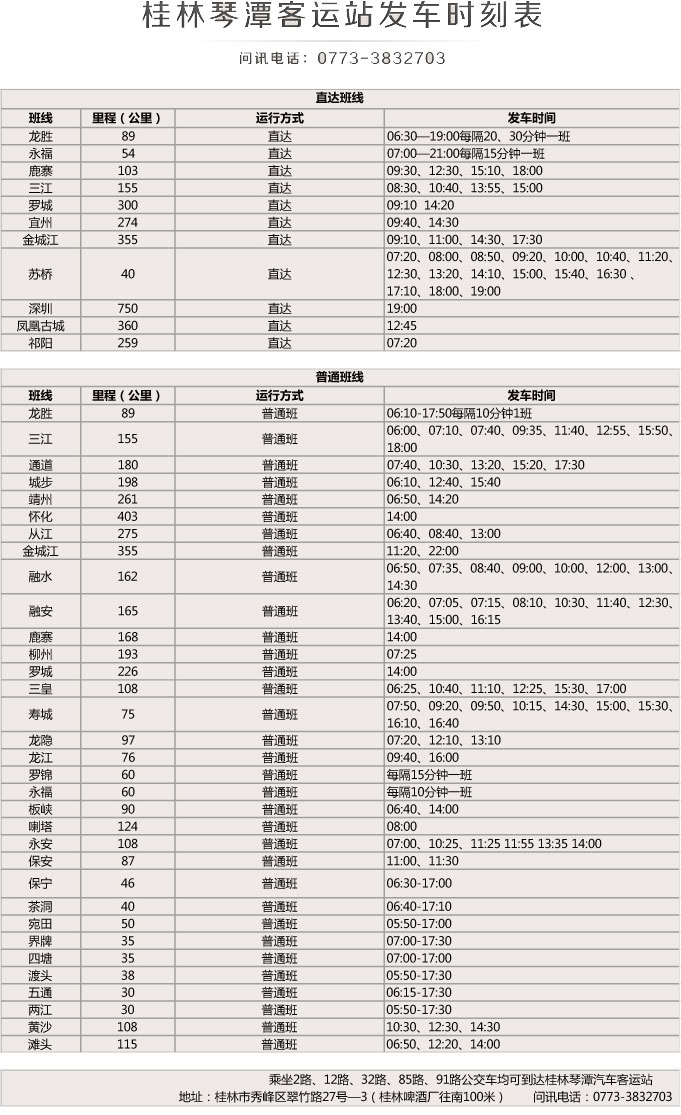 桂林琴潭客运站发车时刻表
问讯电话：0773-3832703
直达班线
班线 里程（公里） 运行方式 发车时间
龙胜 89 直达 06:30—19:00每隔20、30分钟一班
永福 54 直达 07:00—21:00每隔15分钟一班
鹿寨 103 直达 09:30、12:30、15:10、18:00
三江 155 直达 08:30、10:40、13:55、15:00
罗城 300 直达 09:10 14:20
宜州 274 直达 09:40、14:30
金城江 355 直达 09:10、11:00、14:30、17:30
苏桥 40 直达 07:20、08:00、08:50、09:20、10:00、10:40、11:20、
12:30、13:20、14:10、15:00、15:40、16:30 、
17:10、18:00、19:00
深圳 750 直达 19:00
凤凰古城 360 直达 12:45
祁阳 259 直达 07:20
普通班线
班线 里程（公里） 运行方式 发车时间
龙胜 89 普通班 06:10-17:50每隔10分钟1班
三江 155 普通班 06:00、07:10、07:40、09:35、11:40、12:55、15:50、
18:00
通道 180 普通班 07:40、10:30、13:20、15:20、17:30
城步 198 普通班 06:10、12:40、15:40
靖州 261 普通班 06:50、14:20
怀化 403 普通班 14:00
从江 275 普通班 06:40、08:40、13:00
金城江 355 普通班 11:20、22:00
融水 162 普通班 06:50、07:35、08:40、09:00、10:00、12:00、13:00、
14:30
融安 165 普通班 06:20、07:05、07:15、08:10、10:30、11:40、12:30、
13:40、15:00、16:15
鹿寨 168 普通班 14:00
柳州 193 普通班 07:25
罗城 226 普通班 14:00
三皇 108 普通班 06:25、10:40、11:10、12:25、15:30、17:00
寿城 75 普通班 07:50、09:20、09:50、10:15、14:30、15:00、15:30、
16:10、16:40
龙隐 97 普通班 07:20、12:10、13:10
龙江 76 普通班 09:40、16:00
罗锦 60 普通班 每隔15分钟一班
永福 60 普通班 每隔10分钟一班
板峡 90 普通班 06:40、14:00
喇塔 124 普通班 08:00
永安 108 普通班 07:00、10:25、11:25 11:55 13:35 14:00
保安 87 普通班 11:00、11:30
保宁 46 普通班 06:30-17:00
茶洞 40 普通班 06:40-17:10
宛田 50 普通班 05:50-17:00
界牌 35 普通班 07:00-17:30
四塘 35 普通班 07:00-17:00
渡头 38 普通班 05:50-17:30
五通 30 普通班 06:15-17:30
两江 30 普通班 05:50-17:30
黄沙 108 普通班 10:30、12:30、14:30
滩头 115 普通班 06:50、12:20、14:00
乘坐2路、12路、32路、85路、91路公交车均可到达桂林琴潭汽车客运站
地址：桂林市秀峰区翠竹路27号—3（桂林啤酒厂往南100米） 问讯电话：0773-3832703